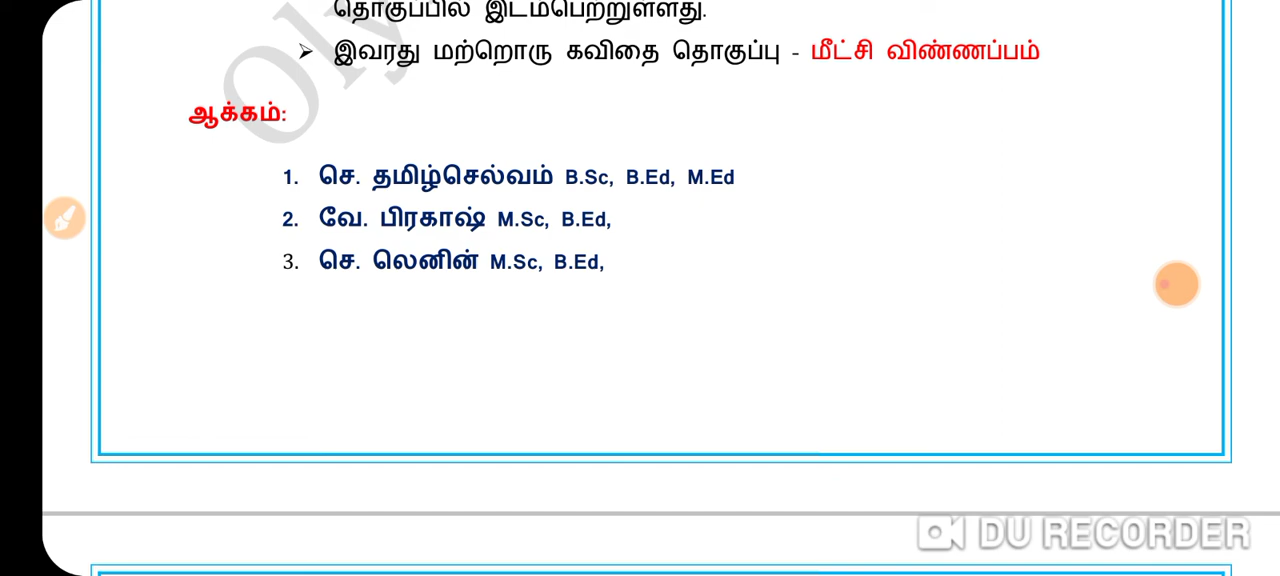 தொகுப்பில் இடம்பெற்றுள்ளது.
➢ இவரது மற்றொரு கவிதை தொகுப்பு - மீட்சி விண்ணப்பம்
Oly
ஆக்கம்:
1. செ. தமிழ்செல்வம் B.Sc, B.Ed, M.Ed
2. வே. பிரகாஷ் M.Sc, B.Ed,
3. செ. லெனின் M.Sc, B.Ed,
DU RECORDER